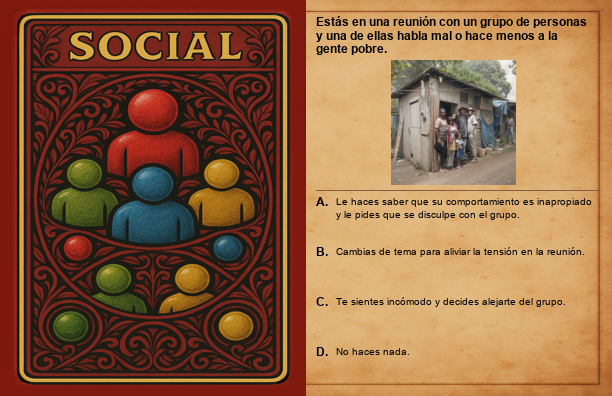 SOCIAL
Estás en una reunión con un grupo de personas
y una de ellas habla mal o hace menos a la
gente pobre.
A. Le haces saber que su comportamiento es inapropiado
y le pides que se disculpe con el grupo.
B. Cambias de tema para aliviar la tensión en la reunión.
C. Te sientes incómodo y decides alejarte del grupo.
D. No haces nada.